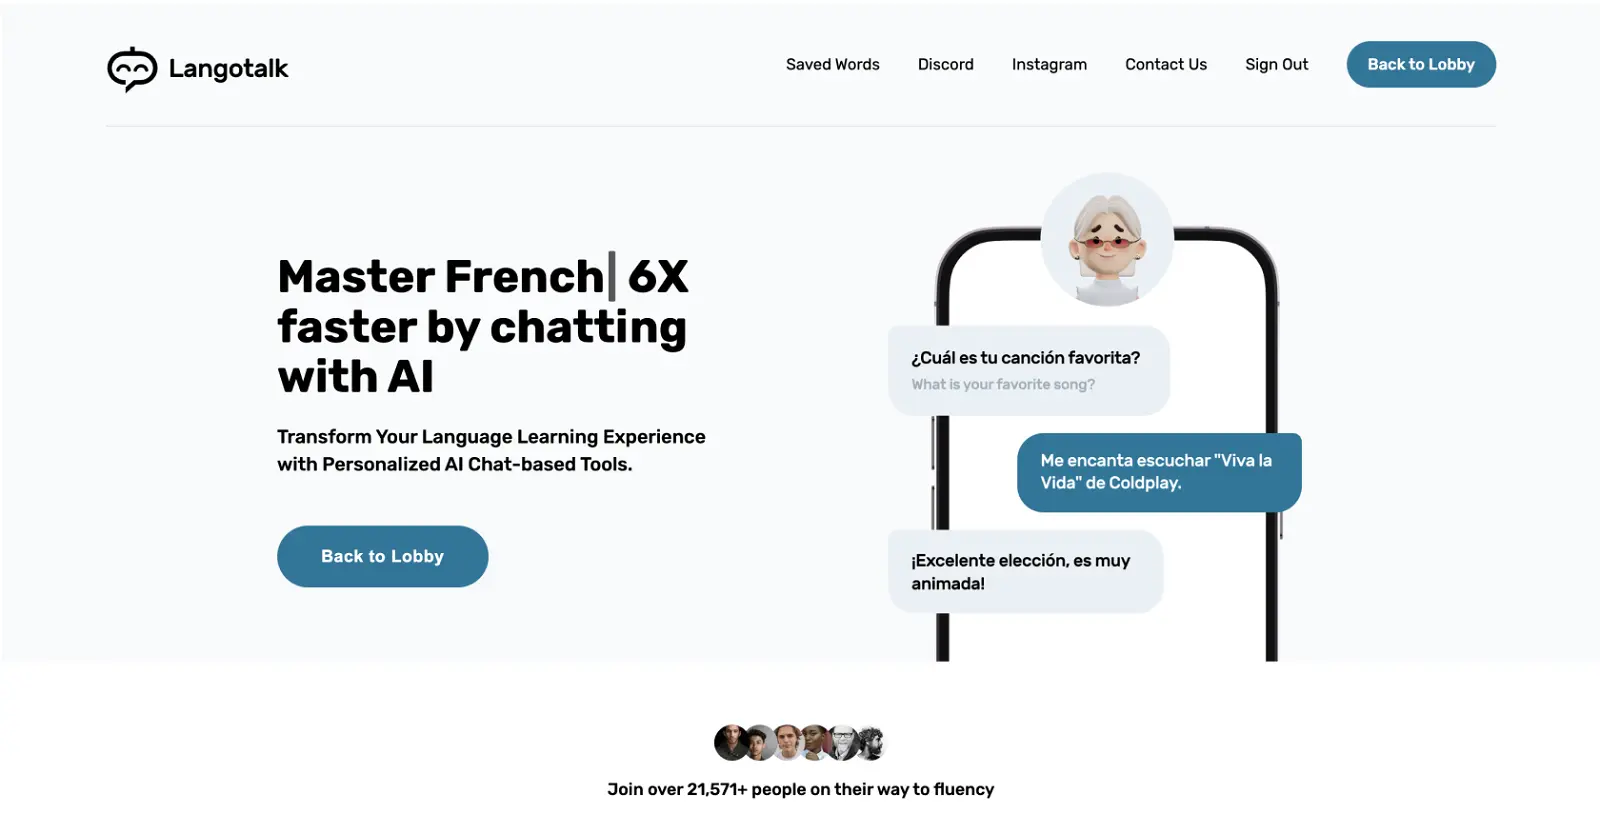 Langotalk
Saved Words
Discord
Instagram
Contact Us
Sign Out
Back to Lobby
Master French| 6X
faster by chatting
with AI
Transform Your Language Learning Experience
with Personalized AI Chat-based Tools.
Back to Lobby
¿Cuál es tu canción favorita?
What is your favorite song?
Me encanta escuchar "Viva la
Vida" de Coldplay.
¡Excelente elección, es muy
animada!
Join over 21,571+ people on their way to fluency